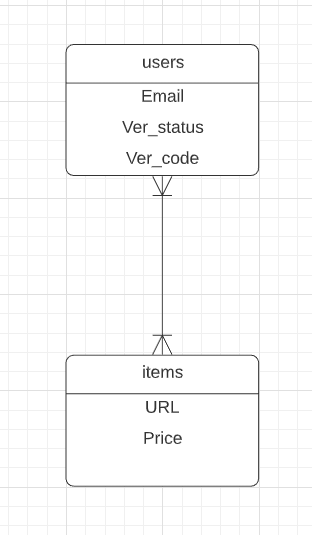 users
Email
Ver_status
Ver_code
items
URL
Price